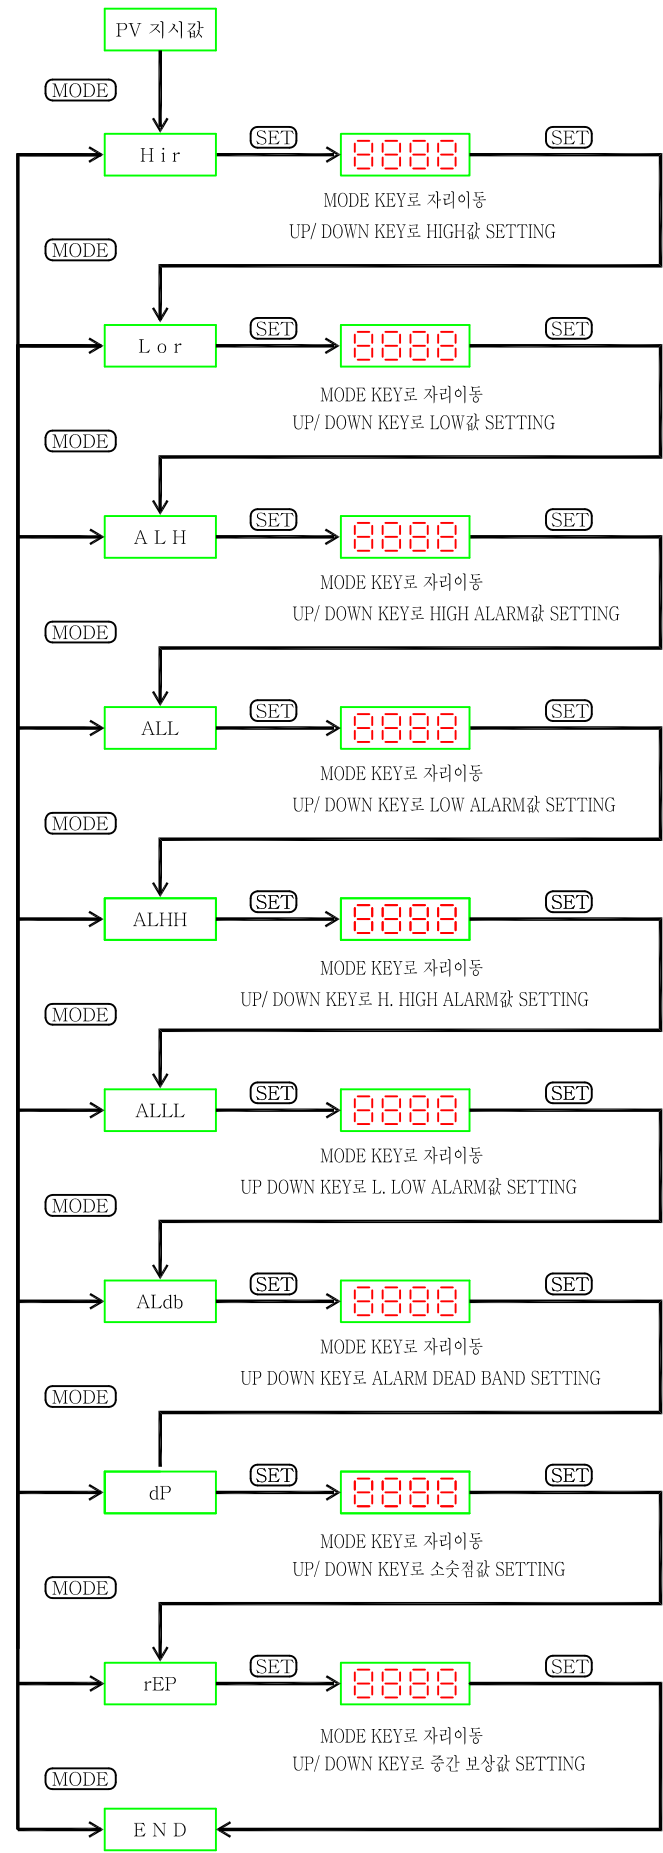 PV 지시값
MODE
Hir
SET
8888
SET
MODE KEY로 자리이동
UP/ DOWN KEY로 HIGH값 SETTING
MODE
Lor
SET
8888
SET
MODE KEY로 자리이동
UP/ DOWN KEY로 LOW값 SETTING
MODE
ALH
SET
8888
SET
MODE KEY로 자리이동
UP/ DOWN KEY로 HIGH ALARM값 SETTING
MODE
ALL
SET
8888
SET
MODE KEY로 자리이동
UP/ DOWN KEY로 LOW ALARM값 SETTING
MODE
ALHH
SET
8888
SET
MODE KEY로 자리이동
UP/ DOWN KEY로 H. HIGH ALARM값 SETTING
MODE
ALLL
SET
8888
SET
MODE KEY로 자리이동
UP DOWN KEY로 L. LOW ALARM값 SETTING
MODE
ALdb
SET
8888
SET
MODE KEY로 자리이동
UP DOWN KEY로 ALARM DEAD BAND SETTING
MODE
dP
SET
8888
SET
MODE KEY로 자리이동
UP/ DOWN KEY로 소숫점값 SETTING
MODE
rEP
SET
8888
SET
MODE KEY로 자리이동
UP/ DOWN KEY로 중간 보상값 SETTING
MODE
END